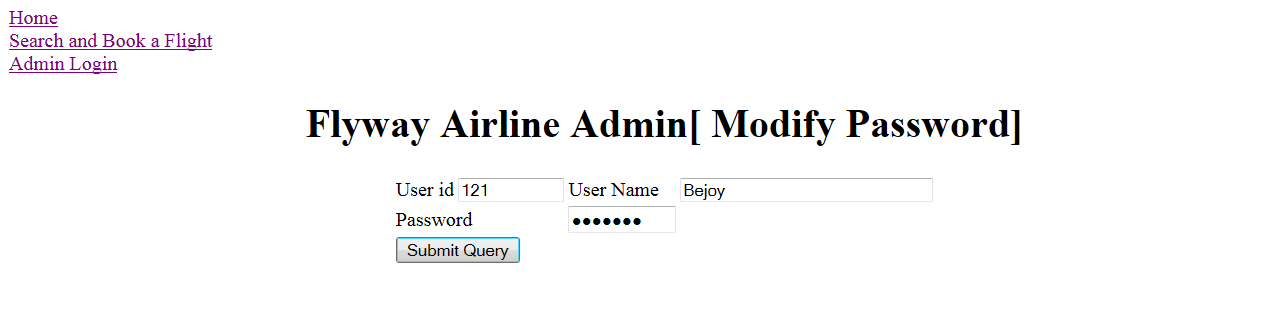 Home
Search and Book a Flight
Admin Login
Flyway Airline Admin[ Modify Password]
User id 121 User Name Bejoy
Password •••••••
Submit Query